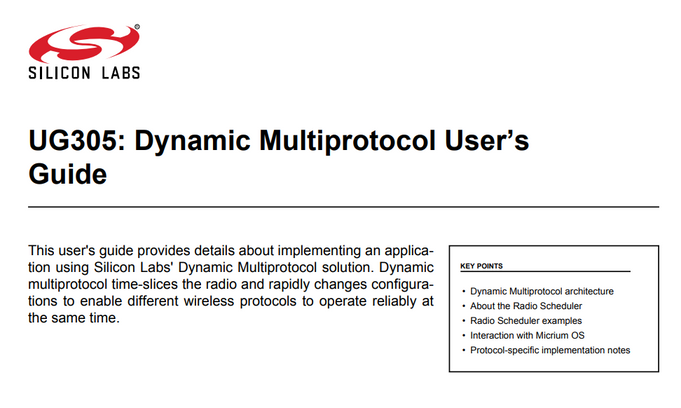 SILICON LABS
UG305: Dynamic Multiprotocol User’s
Guide
This user's guide provides details about implementing an applica-
tion using Silicon Labs' Dynamic Multiprotocol solution. Dynamic
multiprotocol time-slices the radio and rapidly changes configura-
tions to enable different wireless protocols to operate reliably at
the same time.
KEY POINTS
• Dynamic Multiprotocol architecture
• About the Radio Scheduler
• Radio Scheduler examples
• Interaction with Micrium OS
• Protocol-specific implementation notes